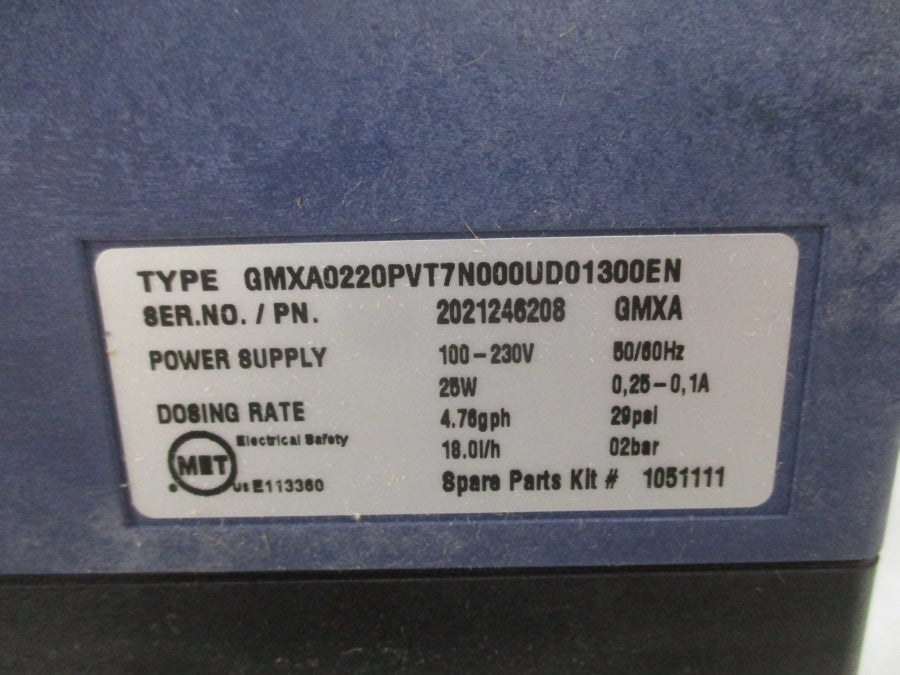 TYPE GMXA0220PVT7N000UD01300EN
SER.NO. / PN. 2021246208 GMXA
POWER SUPPLY 100-230V 50/60Hz
25W 0,25-0,1A
DOSING RATE 4.76gph 29psi
18.0l/h 02bar
Electrical Safety
MET
c us E113360
Spare Parts Kit # 1051111